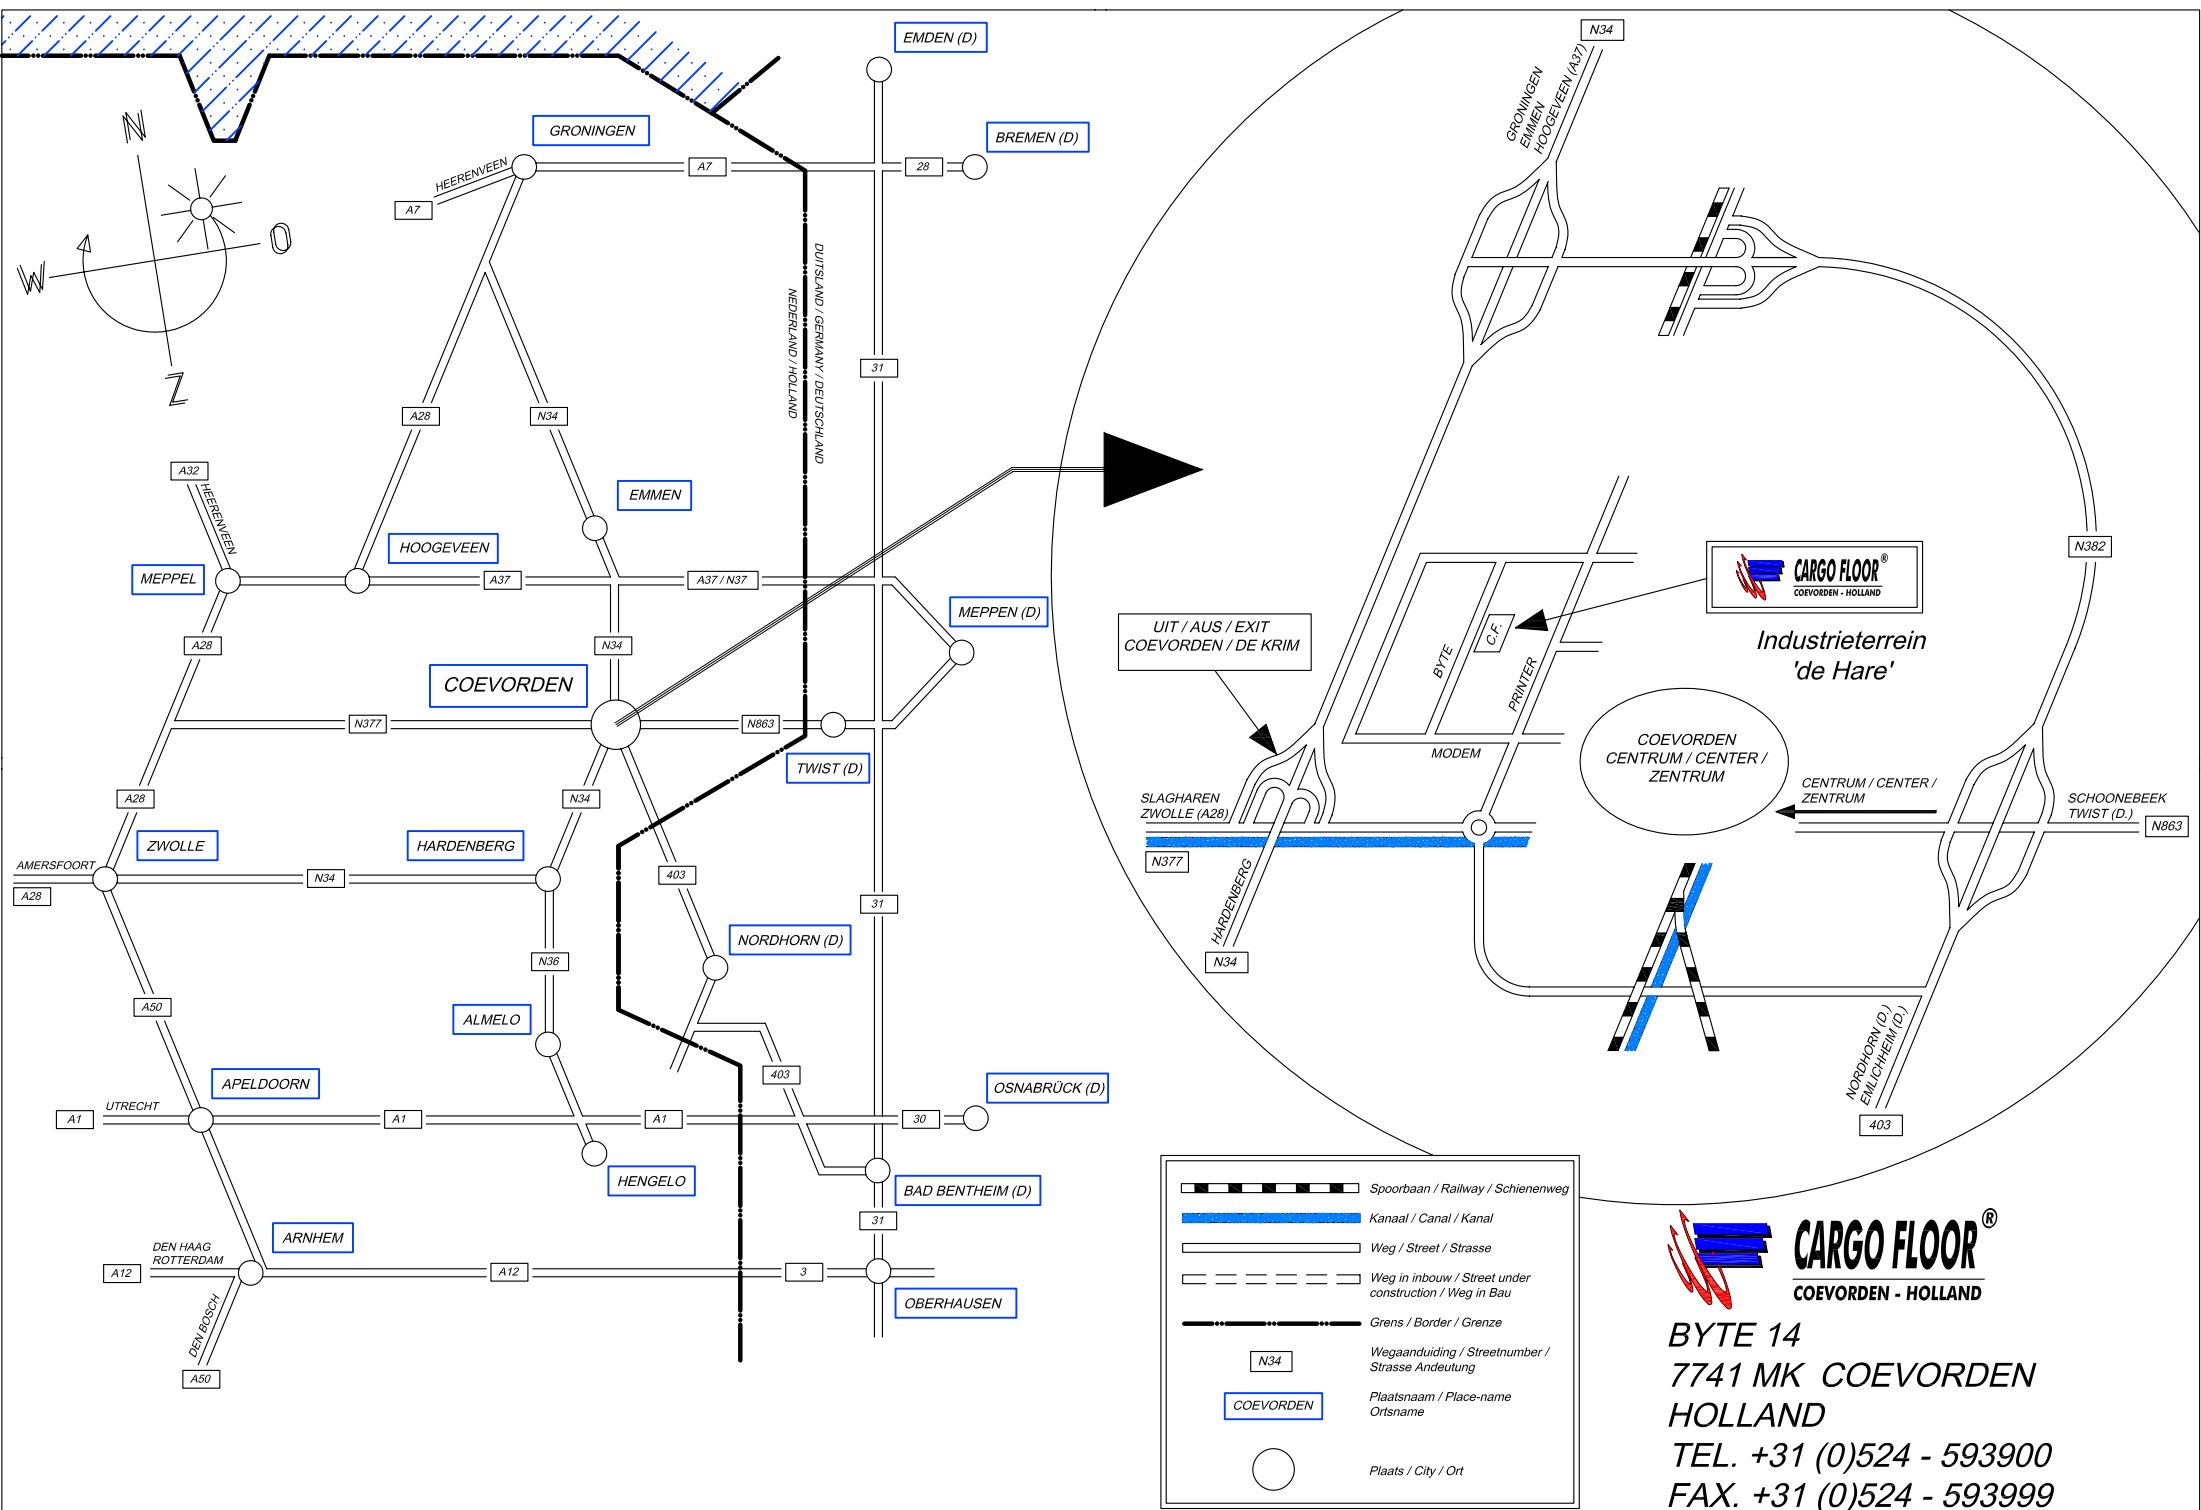 EMDEN (D)
N
GRONINGEN
BREMEN (D)
HEERENVEEN
A7
A7
28
W
O
Z
DUITSLAND / GERMANY / DEUTSCHLAND
NEDERLAND / HOLLAND
31
A28
N34
A32
HEERENVEEN
EMMEN
HOOGEVEEN
MEPPEL
A37
A37 / N37
MEPPEN (D)
A28
N34
COEVORDEN
N377
N863
TWIST (D)
A28
N34
ZWOLLE
HARDENBERG
AMERSFOORT
A28
N34
403
31
NORDHORN (D)
N36
A50
ALMELO
403
APELDOORN
OSNABRÜCK (D)
UTRECHT
A1
A1
A1
30
HENGELO
BAD BENTHEIM (D)
31
ARNHEM
DEN HAAG
ROTTERDAM
A12
A12
3
OBERHAUSEN
DEN BOSCH
A50
N34
GRONINGEN
EMMEN
HOOGEVEEN (A37)
N382
CARGO FLOOR®
COEVORDEN - HOLLAND
Industrieterrein
'de Hare'
UIT / AUS / EXIT
COEVORDEN / DE KRIM
C.F.
BYTE
PRINTER
MODEM
COEVORDEN
CENTRUM / CENTER /
ZENTRUM
CENTRUM / CENTER /
ZENTRUM
SLAGHAREN
ZWOLLE (A28)
N377
SCHOONEBEEK
TWIST (D.)
N863
HARDENBERG
N34
NORDHORN (D.)
EMLICHHEIM (D.)
403
Spoorbaan / Railway / Schienenweg
Kanaal / Canal / Kanal
Weg / Street / Strasse
Weg in inbouw / Street under
construction / Weg in Bau
Grens / Border / Grenze
N34
Wegaanduiding / Streetnumber /
Strasse Andeutung
COEVORDEN
Plaatsnaam / Place-name
Ortsname
Plaats / City / Ort
CARGO FLOOR®
COEVORDEN - HOLLAND
BYTE 14
7741 MK COEVORDEN
HOLLAND
TEL. +31 (0)524 - 593900
FAX. +31 (0)524 - 593999